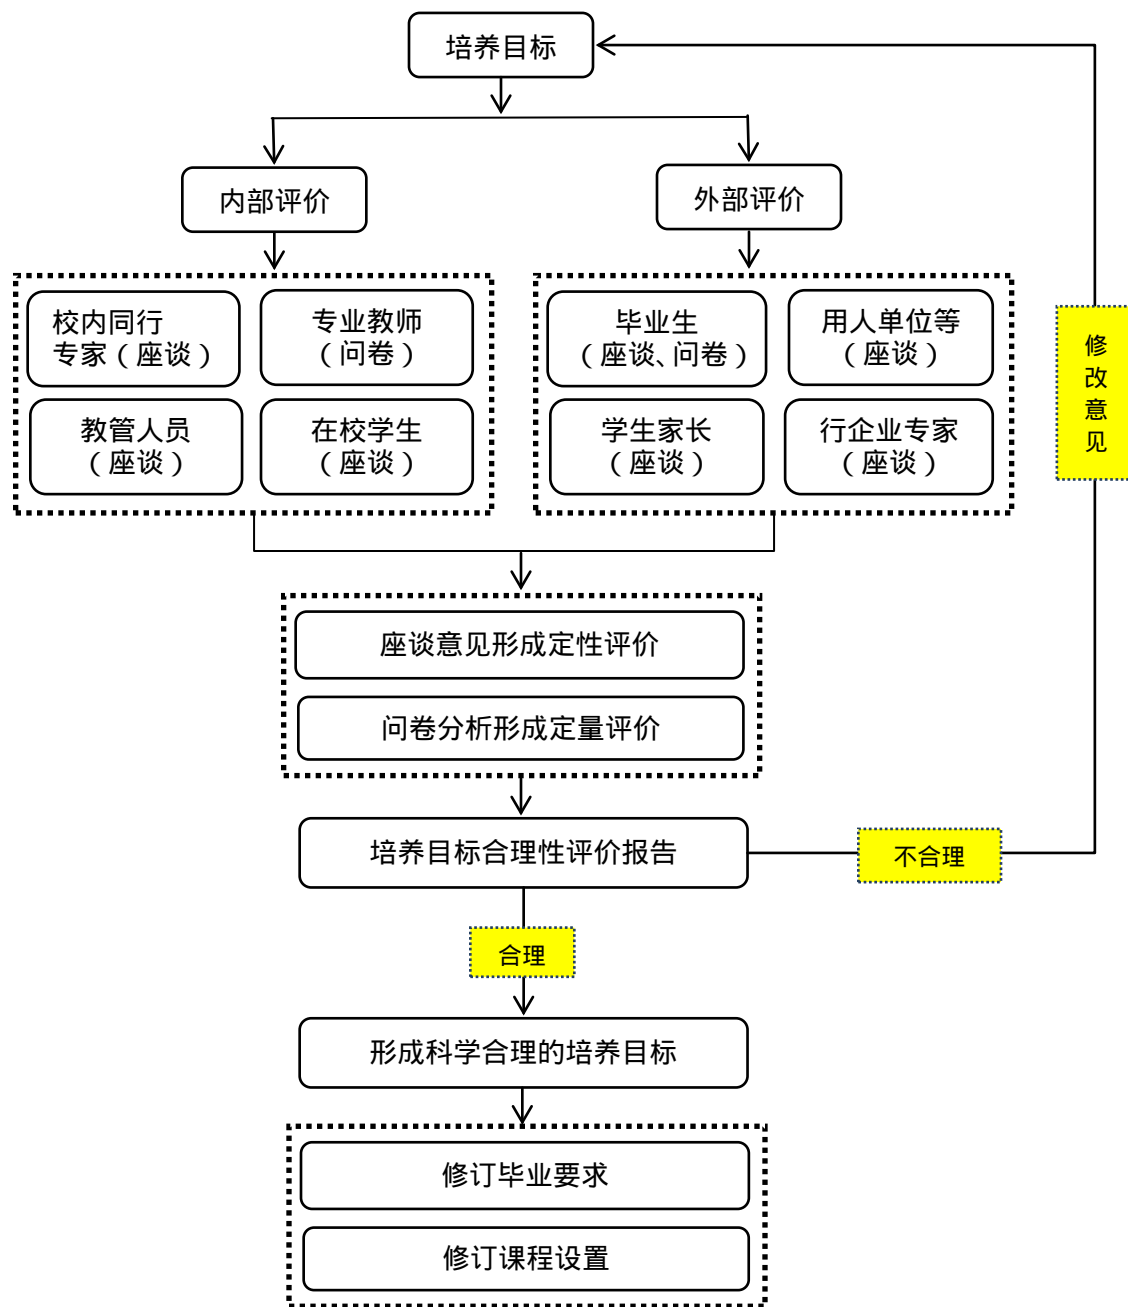 培养目标
内部评价
外部评价
校内同行
专家（座谈）
专业教师
（问卷）
毕业生
（座谈、问卷）
用人单位等
（座谈）
教管人员
（座谈）
在校学生
（座谈）
学生家长
（座谈）
行企业专家
（座谈）
修
改
意
见
座谈意见形成定性评价
问卷分析形成定量评价
培养目标合理性评价报告
不合理
合理
形成科学合理的培养目标
修订毕业要求
修订课程设置